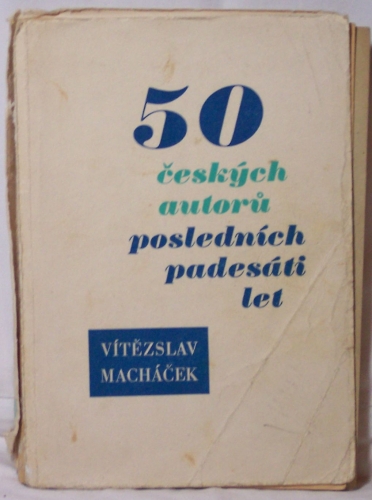 50
českých
autorů
posledních
padesáti
let
VÍTĚZSLAV
MACHÁČEK